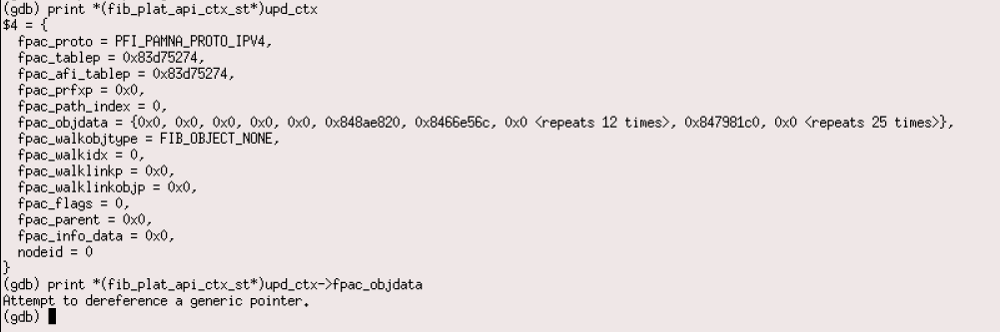 (gdb) print *(fib_plat_api_ctx_st*)upd_ctx
$4 = {
  fpac_proto = PFI_PAMNA_PROTO_IPV4,
  fpac_tablep = 0x83d75274,
  fpac_afi_tablep = 0x83d75274,
  fpac_prfxp = 0x0,
  fpac_path_index = 0,
  fpac_objdata = {0x0, 0x0, 0x0, 0x0, 0x0, 0x848ae820, 0x8466e56c, 0x0 <repeats 12 times>, 0x847981c0, 0x0 <repeats 25 times>},
  fpac_walkobjtype = FIB_OBJECT_NONE,
  fpac_walkidx = 0,
  fpac_walklinkp = 0x0,
  fpac_walklinkobjp = 0x0,
  fpac_flags = 0,
  fpac_parent = 0x0,
  fpac_info_data = 0x0,
  nodeid = 0
}
(gdb) print *(fib_plat_api_ctx_st*)upd_ctx->fpac_objdata
Attempt to dereference a generic pointer.
(gdb)